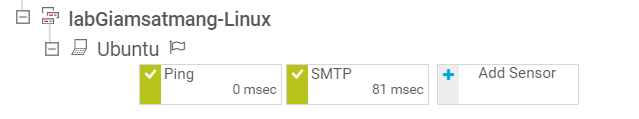 labGiamsatmang-Linux
Ubuntu
Ping
0 msec
SMTP
81 msec
Add Sensor